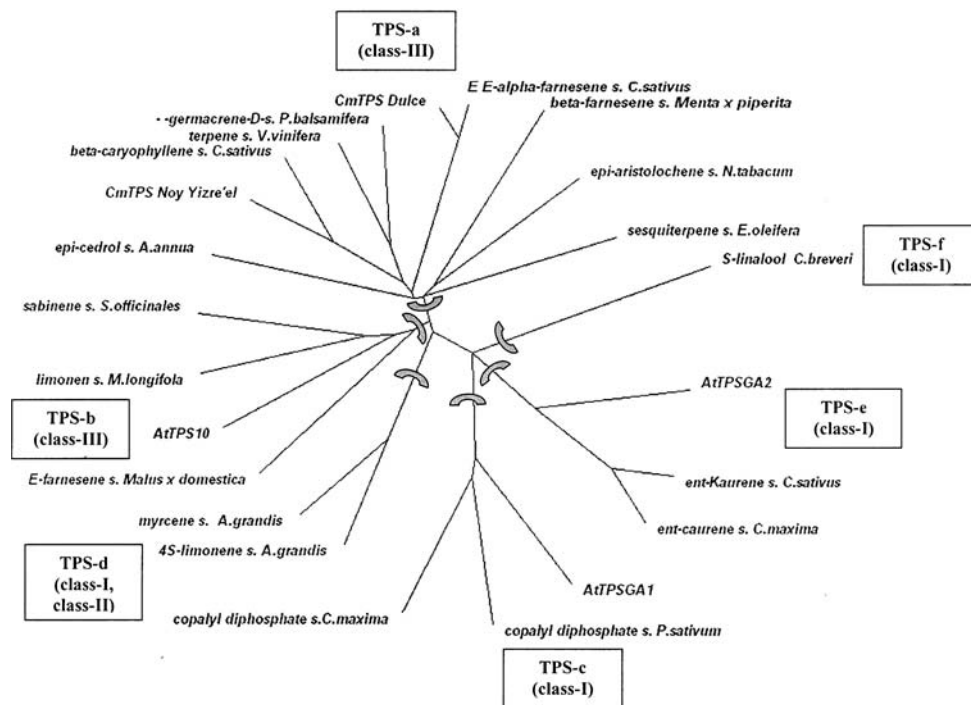 TPS-a
(class-III)
E E-alpha-farnesene s. C.sativus
CmTPS Dulce
beta-farnesene s. Menta x piperita
- -germacrene-D-s. P.balsamifera
terpene s. V.vinifera
beta-caryophyllene s. C.sativus
epi-aristolochene s. N.tabacum
CmTPS Noy Yizre'el
sesquiterpene s. E.oleifera
epi-cedrol s. A.annua
S-linalool C.breveri
TPS-f
(class-I)
sabinene s. S.officinales
limonen s. M.longifola
AtTPSGA2
TPS-b
(class-III)
AtTPS10
TPS-e
(class-I)
E-farnesene s. Malus x domestica
ent-Kaurene s. C.sativus
myrcene s. A.grandis
ent-caurene s. C.maxima
4S-limonene s. A.grandis
TPS-d
(class-I,
class-II)
AtTPSGA1
copalyl diphosphate s.C.maxima
copalyl diphosphate s. P.sativum
TPS-c
(class-I)